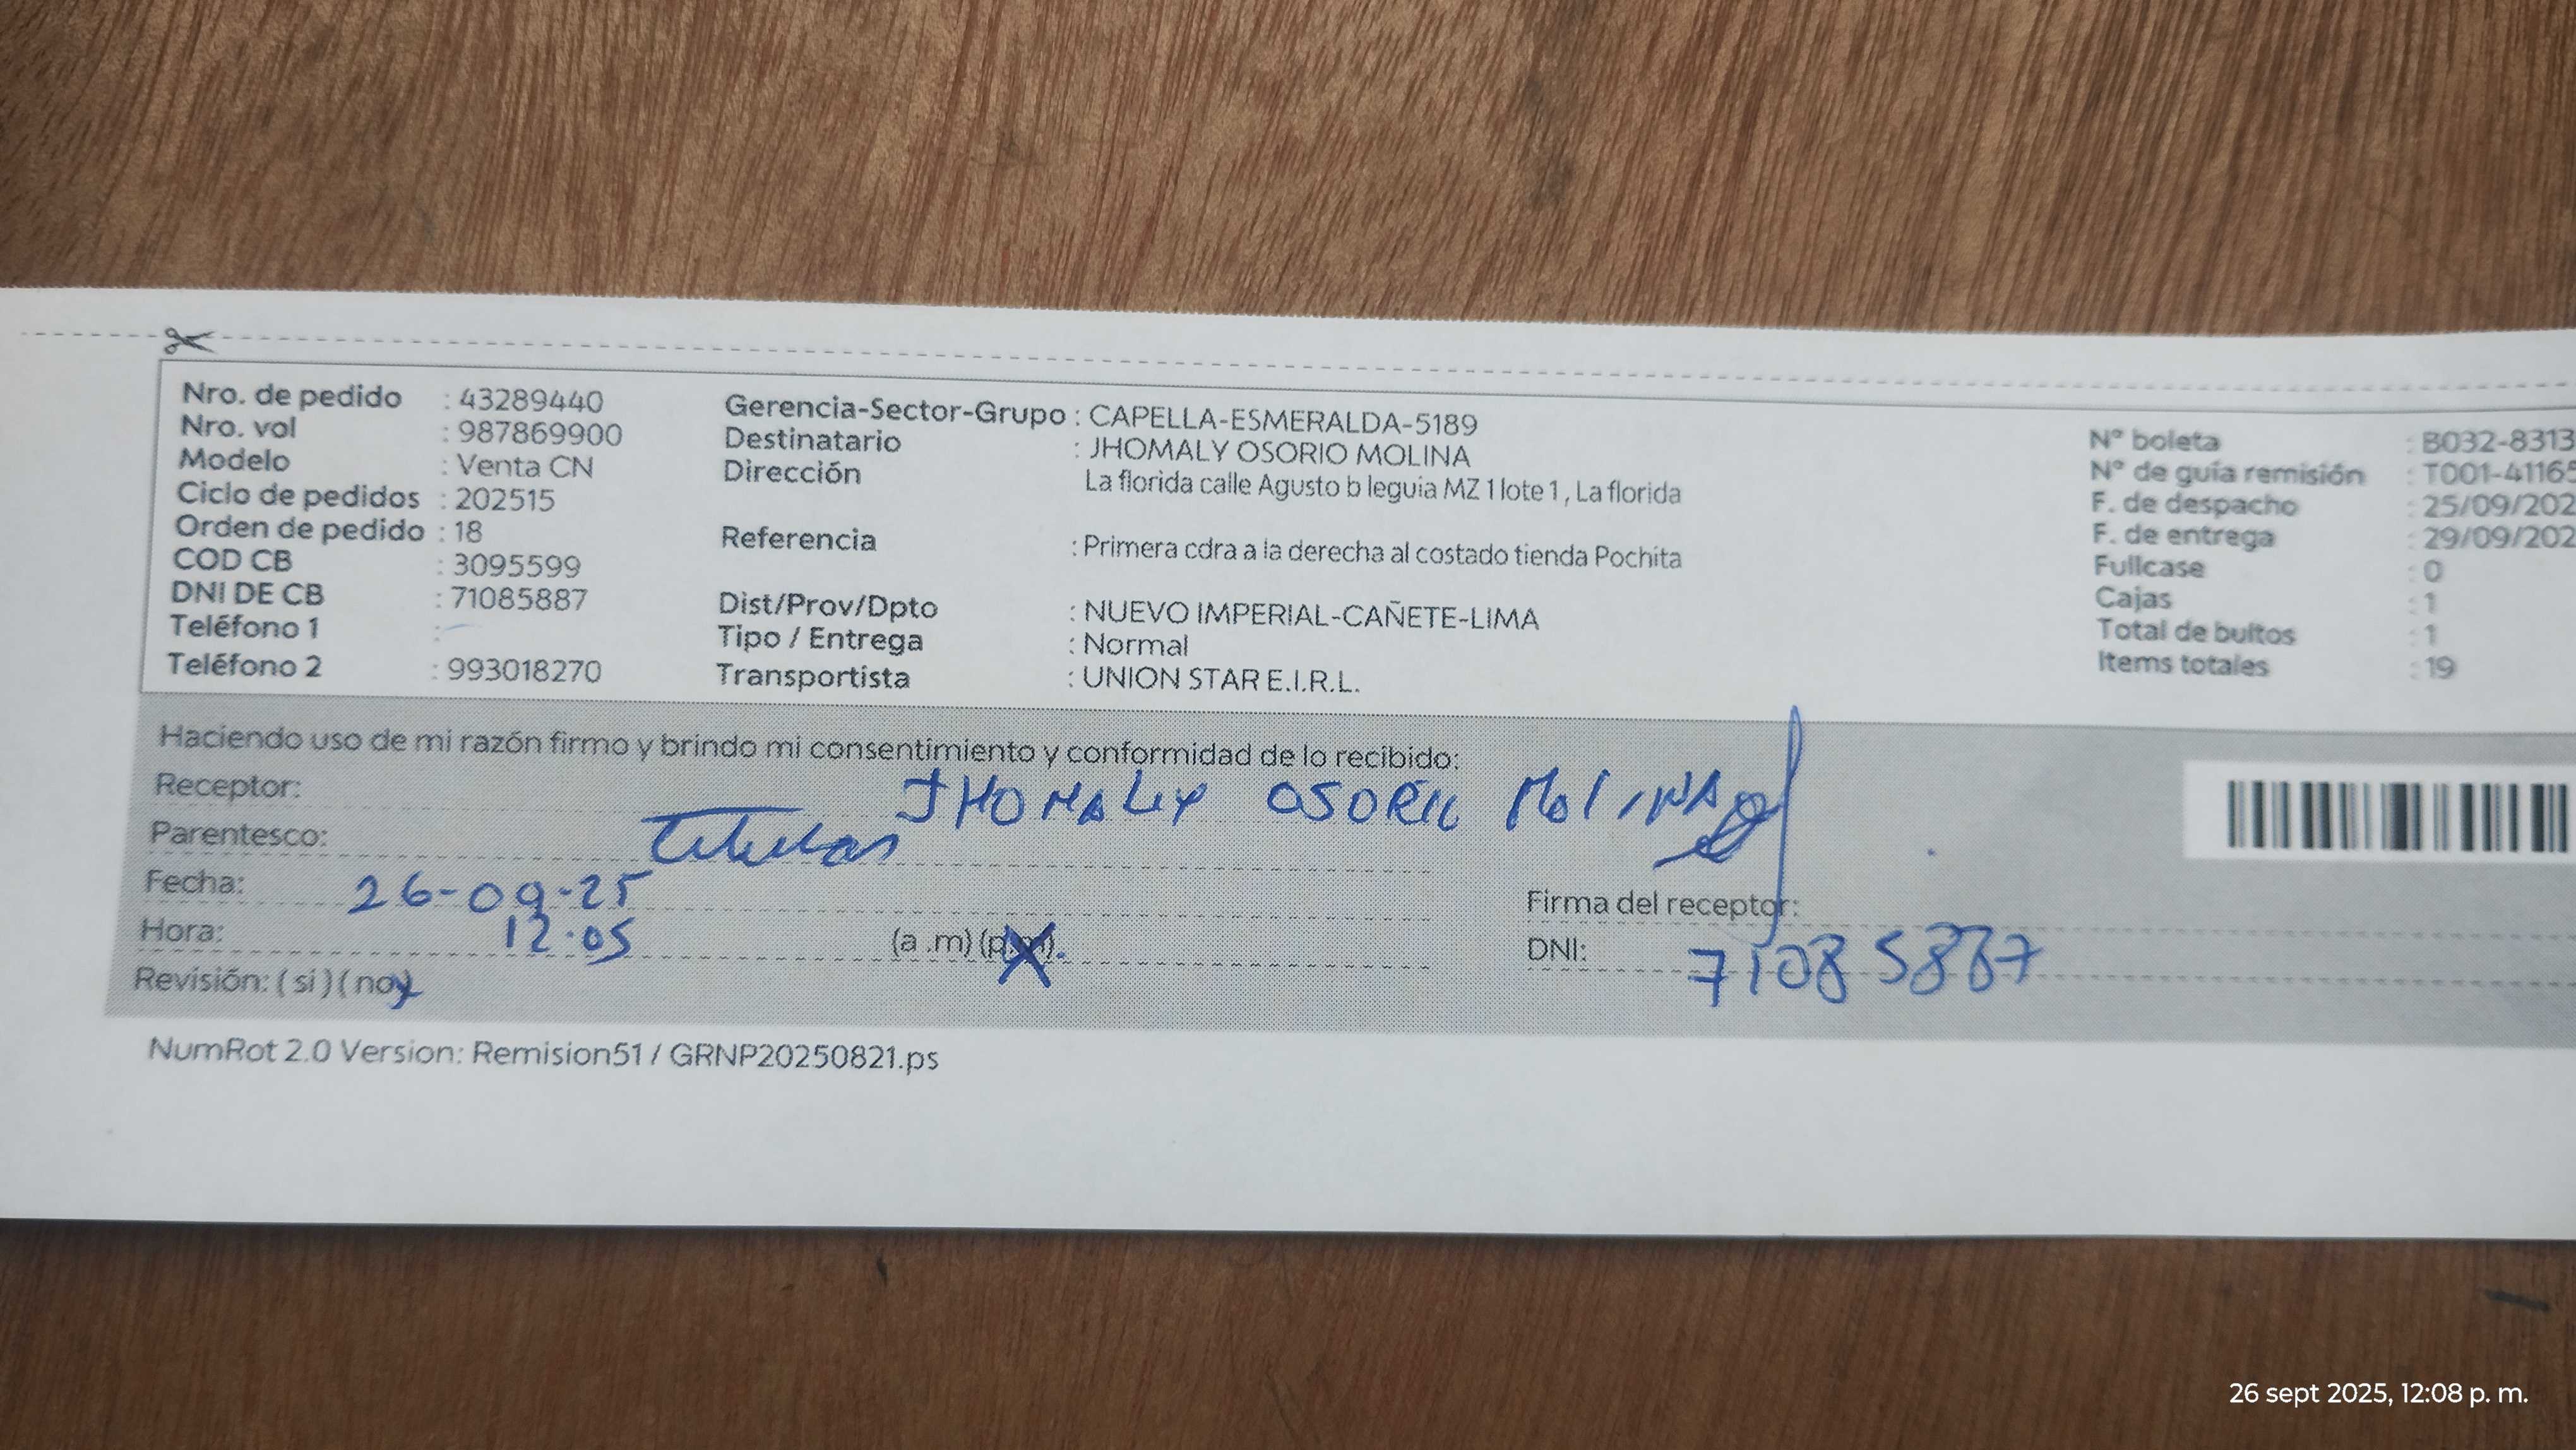 Nro. de pedido : 43289440
Nro. vol : 987869900
Modelo : Venta CN
Ciclo de pedidos : 202515
Orden de pedido : 18
COD CB : 3095599
DNI DE CB : 71085887
Teléfono 1 :
Teléfono 2 : 993018270
Gerencia-Sector-Grupo : CAPELLA-ESMERALDA-5189
Destinatario : JHOMALY OSORIO MOLINA
Dirección La florida calle Agusto b leguia MZ 1 lote 1 , La florida
Referencia : Primera cdra a la derecha al costado tienda Pochita
Dist/Prov/Dpto : NUEVO IMPERIAL-CAÑETE-LIMA
Tipo / Entrega : Normal
Transportista : UNION STAR E.I.R.L.
N° boleta : B032-8313
N° de guía remisión : T001-41165
F. de despacho : 25/09/202
F. de entrega : 29/09/202
Fullcase : 0
Cajas : 1
Total de bultos : 1
Items totales : 19
Haciendo uso de mi razón firmo y brindo mi consentimiento y conformidad de lo recibido:
Receptor: JHOMALY OSORIO MOLINA
Parentesco: Titular
Fecha: 26-09-25
Hora: 12:05 (a .m) (p.m).
Revisión: ( si ) ( no )
Firma del receptor:
DNI: 71085887
NumRot 2.0 Version: Remision51 / GRNP20250821.ps
26 sept 2025, 12:08 p. m.